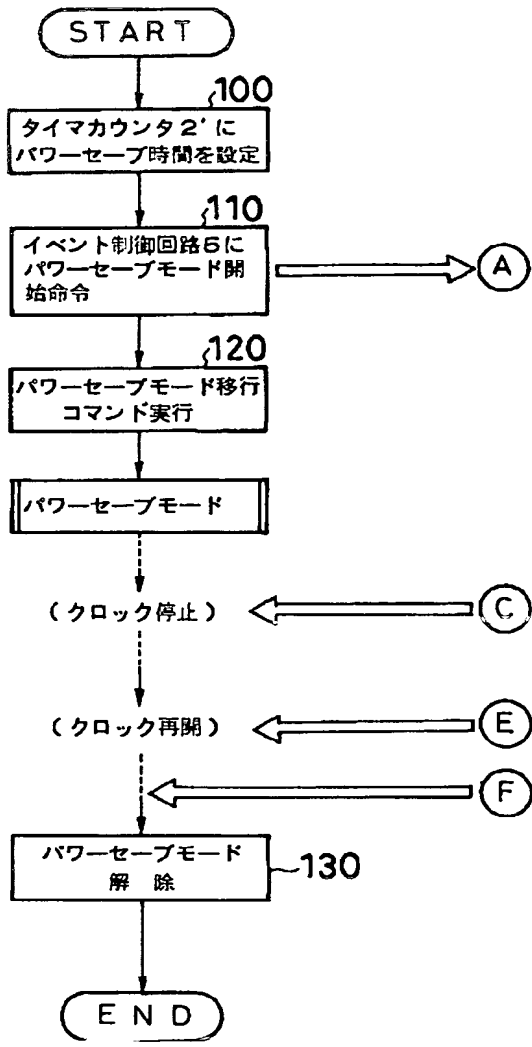 START
100
タイマカウンタ2'に
パワーセーブ時間を設定
110
イベント制御回路5に
パワーセーブモード開
始命令
A
120
パワーセーブモード移行
コマンド実行
パワーセーブモード
(クロック停止)
C
(クロック再開)
E
F
パワーセーブモード
解 除
130
END